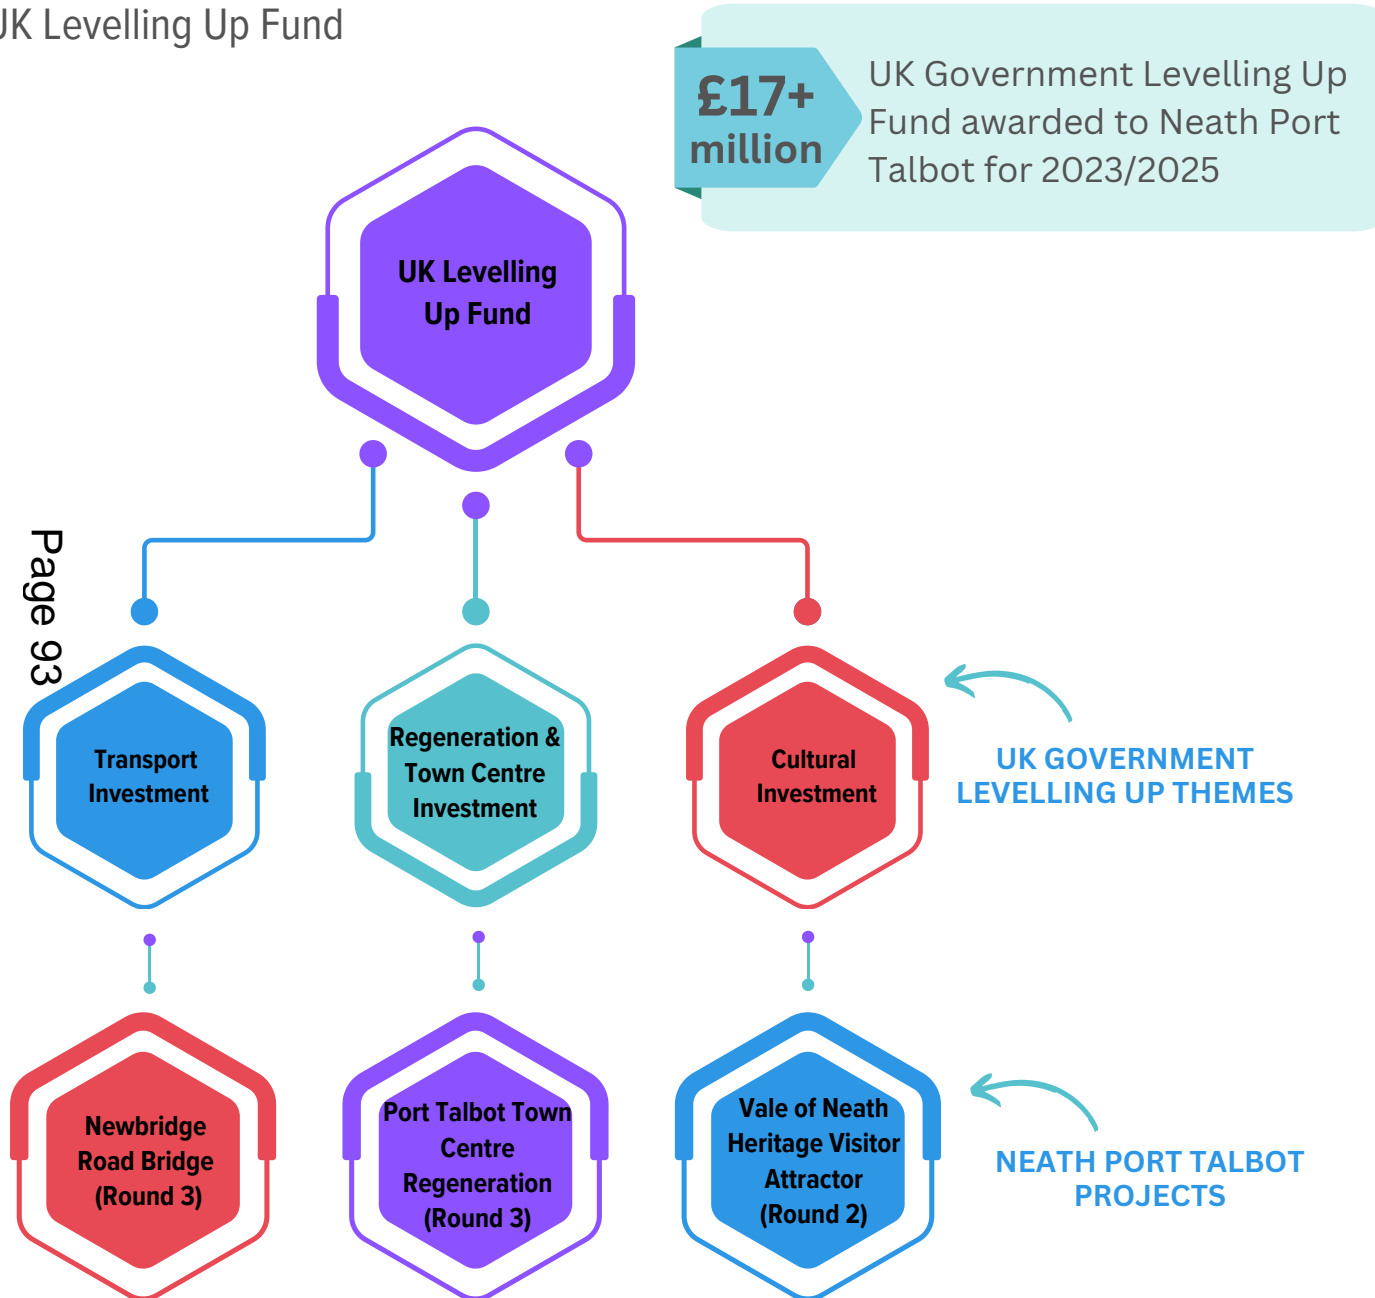 UK Levelling Up Fund
£17+
million
UK Government Levelling Up
Fund awarded to Neath Port
Talbot for 2023/2025
UK Levelling
Up Fund
Page 93
Transport
Investment
Regeneration &
Town Centre
Investment
Cultural
Investment
UK GOVERNMENT
LEVELLING UP THEMES
Newbridge
Road Bridge
(Round 3)
Port Talbot Town
Centre
Regeneration
(Round 3)
Vale of Neath
Heritage Visitor
Attractor
(Round 2)
NEATH PORT TALBOT
PROJECTS